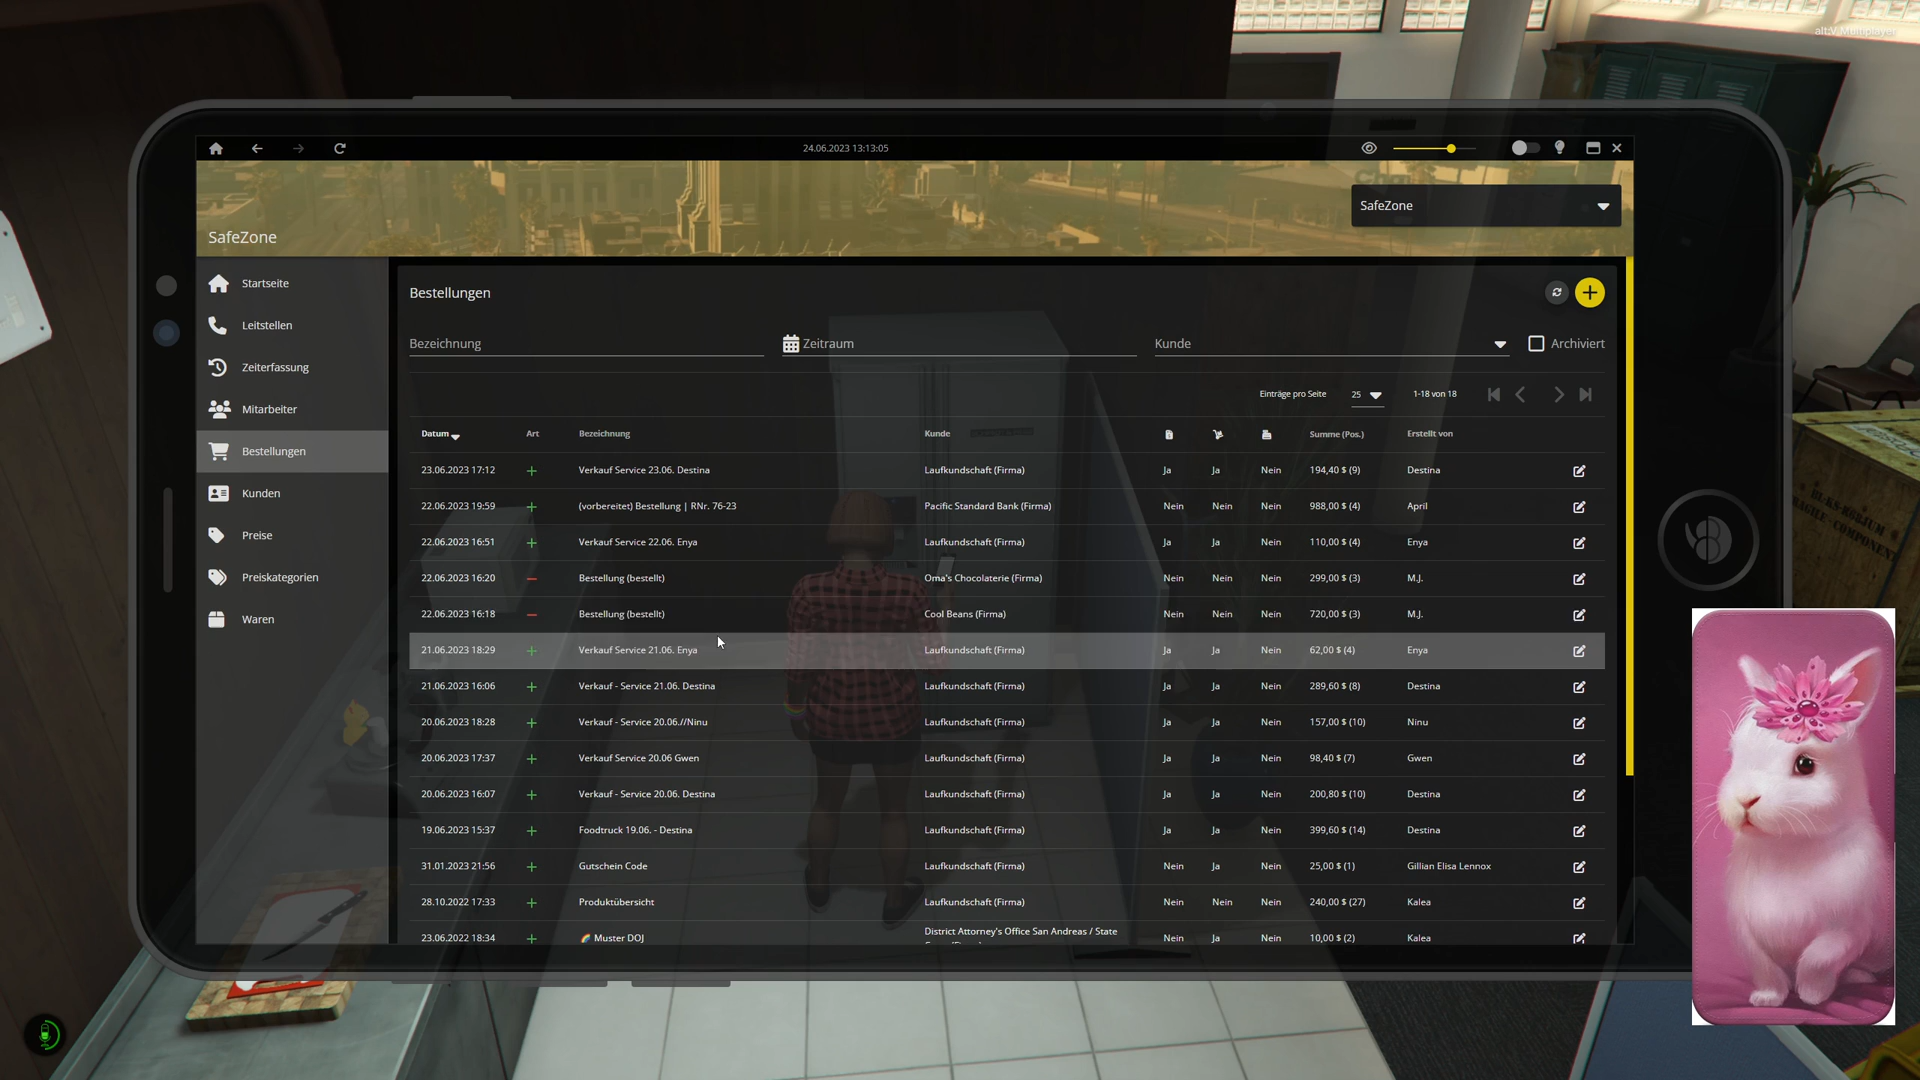 alt:V Multiplayer
24.06.2023 13:13:05
SafeZone
SafeZone
Startseite
Leitstellen
Zeiterfassung
Mitarbeiter
Bestellungen
Kunden
Preise
Preiskategorien
Waren
Bestellungen
Bezeichnung Zeitraum Kunde Archiviert
Einträge pro Seite 25 1-18 von 18
Datum Art Bezeichnung Kunde Summe (Pos.) Erstellt von
23.06.2023 17:12 + Verkauf Service 23.06. Destina Laufkundschaft (Firma) Ja Ja Nein 194,40 $ (9) Destina
22.06.2023 19:59 + (vorbereitet) Bestellung | RNr. 76-23 Pacific Standard Bank (Firma) Nein Nein Nein 988,00 $ (4) April
22.06.2023 16:51 + Verkauf Service 22.06. Enya Laufkundschaft (Firma) Ja Ja Nein 110,00 $ (4) Enya
22.06.2023 16:20 — Bestellung (bestellt) Oma's Chocolaterie (Firma) Nein Nein Nein 299,00 $ (3) M.J.
22.06.2023 16:18 — Bestellung (bestellt) Cool Beans (Firma) Nein Nein Nein 720,00 $ (3) M.J.
21.06.2023 18:29 + Verkauf Service 21.06. Enya Laufkundschaft (Firma) Ja Ja Nein 62,00 $ (4) Enya
21.06.2023 16:06 + Verkauf - Service 21.06. Destina Laufkundschaft (Firma) Ja Ja Nein 289,60 $ (8) Destina
20.06.2023 18:28 + Verkauf - Service 20.06.//Ninu Laufkundschaft (Firma) Ja Ja Nein 157,00 $ (10) Ninu
20.06.2023 17:37 + Verkauf Service 20.06 Gwen Laufkundschaft (Firma) Ja Ja Nein 98,40 $ (7) Gwen
20.06.2023 16:07 + Verkauf - Service 20.06. Destina Laufkundschaft (Firma) Ja Ja Nein 200,80 $ (10) Destina
19.06.2023 15:37 + Foodtruck 19.06. - Destina Laufkundschaft (Firma) Ja Ja Nein 399,60 $ (14) Destina
31.01.2023 21:56 + Gutschein Code Laufkundschaft (Firma) Nein Ja Nein 25,00 $ (1) Gillian Elisa Lennox
28.10.2022 17:33 + Produktübersicht Laufkundschaft (Firma) Nein Nein Nein 240,00 $ (27) Kalea
23.06.2022 18:34 + Muster DOJ District Attorney's Office San Andreas / State Nein Ja Nein 10,00 $ (2) Kalea